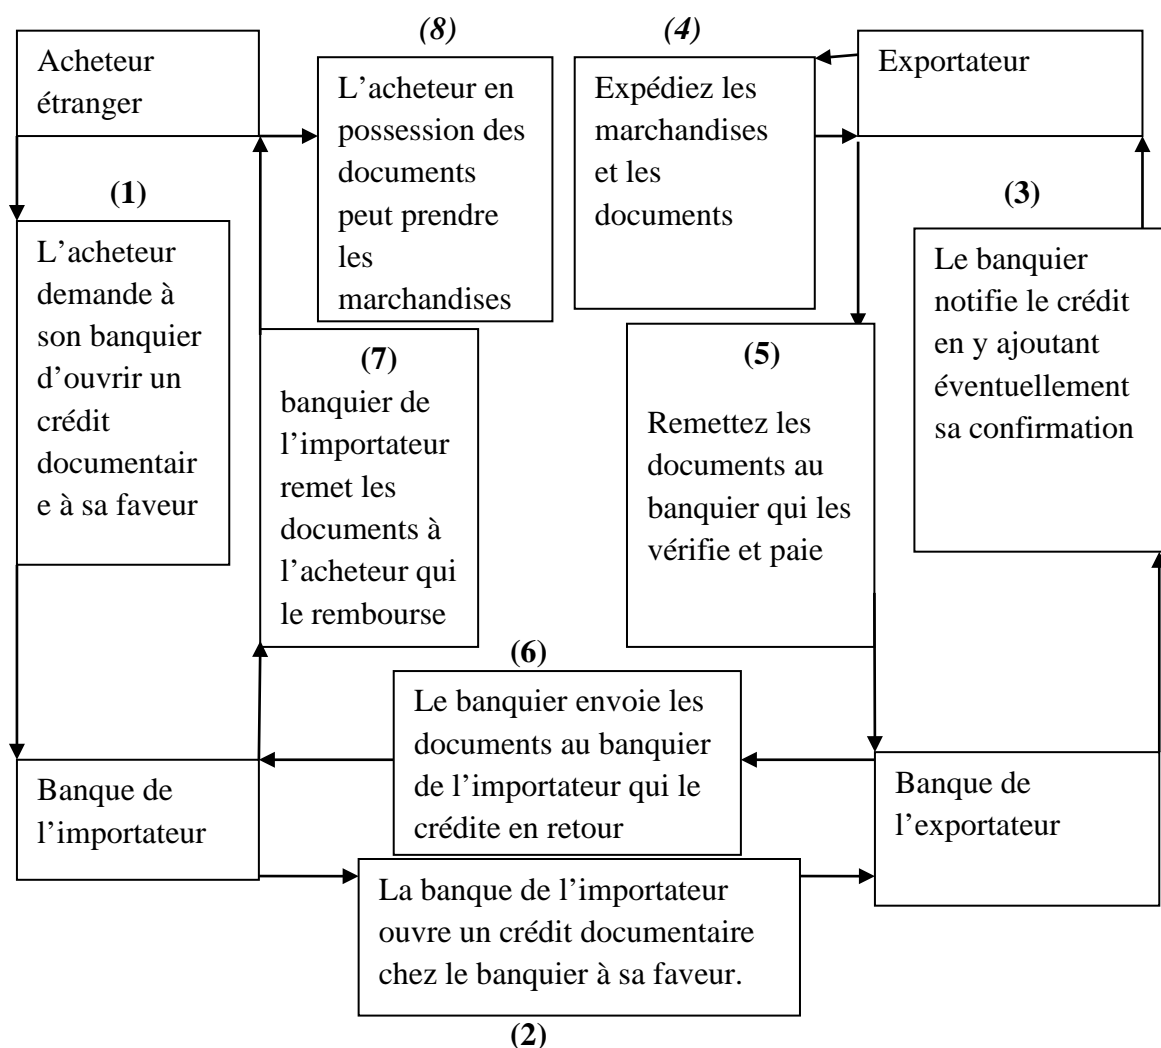 (8)
(4)
Acheteur
étranger
L’acheteur en
possession des
documents
peut prendre
les
marchandises
Expédiez les
marchandises
et les
documents
Exportateur
(1)
L’acheteur
demande à
son banquier
d’ouvrir un
crédit
documentair
e à sa faveur
(3)
Le banquier
notifie le crédit
en y ajoutant
éventuellement
sa confirmation
(7)
banquier de
l’importateur
remet les
documents à
l’acheteur qui
le rembourse
(5)
Remettez les
documents au
banquier qui les
vérifie et paie
(6)
Le banquier envoie les
documents au banquier
de l’importateur qui le
crédite en retour
Banque de
l’importateur
Banque de
l’exportateur
La banque de l’importateur
ouvre un crédit documentaire
chez le banquier à sa faveur.
(2)